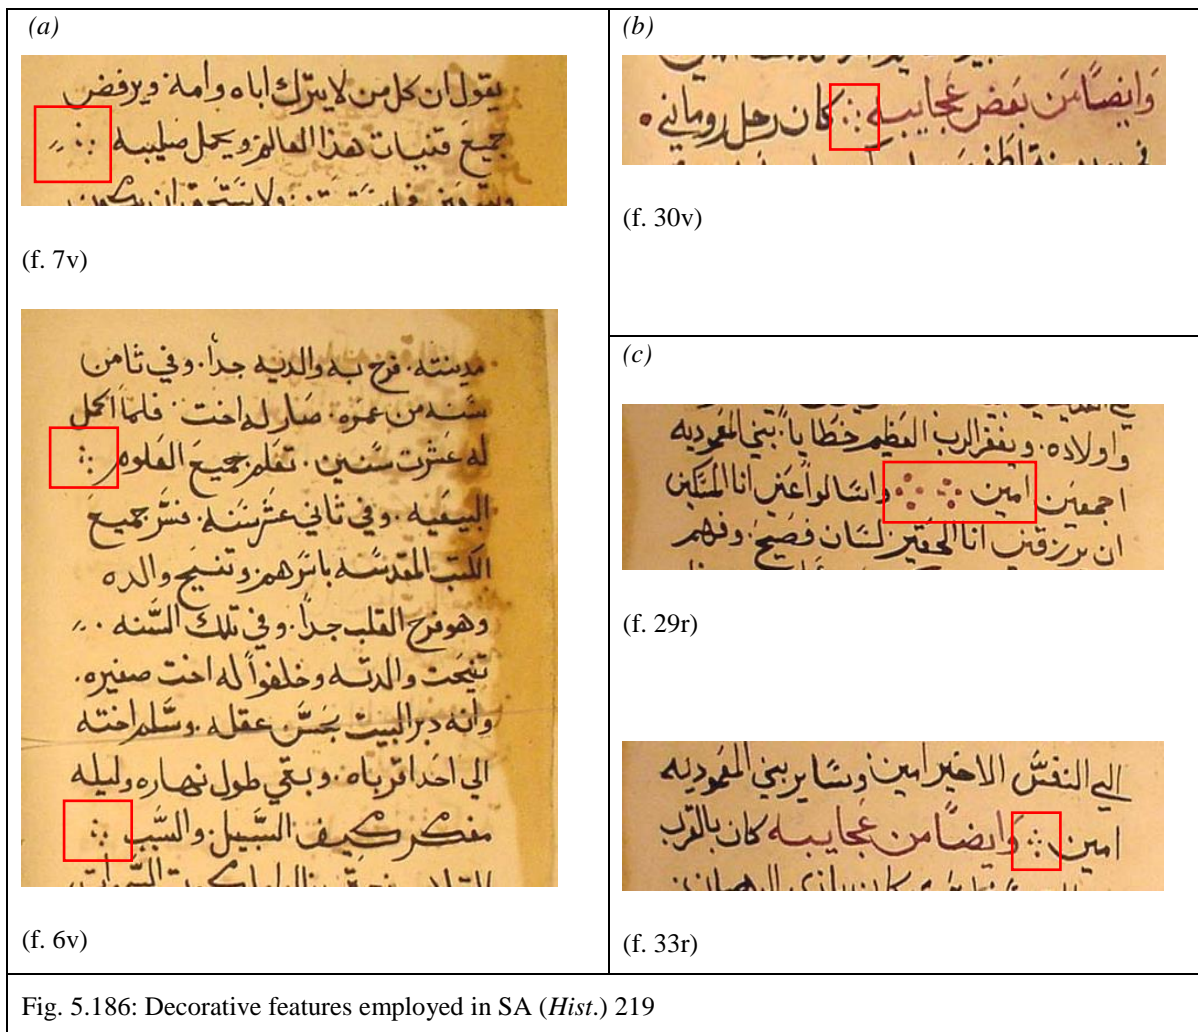 (a)
يقول ان كل من لا يترك اباه وامه ويرفض
جميع قنيات هذا العالم ويحمل صليبه
(f. 7v)
مدينته. فرح به والديه جدا. وفي ثامن
سنه من عمره. صار له اخت. فلما اكمل
له عشرت سنين. تعلم جميع العلوم
البيعيه. وفي ثاني عشر سنه. فسر جميع
الكتب المقدسه باسرهم. وتنيح والده
وهو فرح القلب جدا. وفي تلك السنه
تنيحت والدته وخلفوا له اخت صغيره.
وانه دبر البيت بحسن عقله. وسلم اخته
الي احد اقرباه. وبقي طول نهاره وليله
مفكر كيف السبيل والسبب
(f. 6v)
(b)
وايضا من بعض عجايبه كان رجل روماني
(f. 30v)
(c)
واولاده. ويغفر الرب العظيم خطايا بني المعموديه
اجمعين امين واسالوا عني انا المسكين
ان يرزقني انا الحقير لسان فصيح. وفهم
(f. 29r)
الي النفس الاخير امين وساير بني المعموديه
امين وايضا من عجايبه كان بالقرب
(f. 33r)
Fig. 5.186: Decorative features employed in SA (Hist.) 219